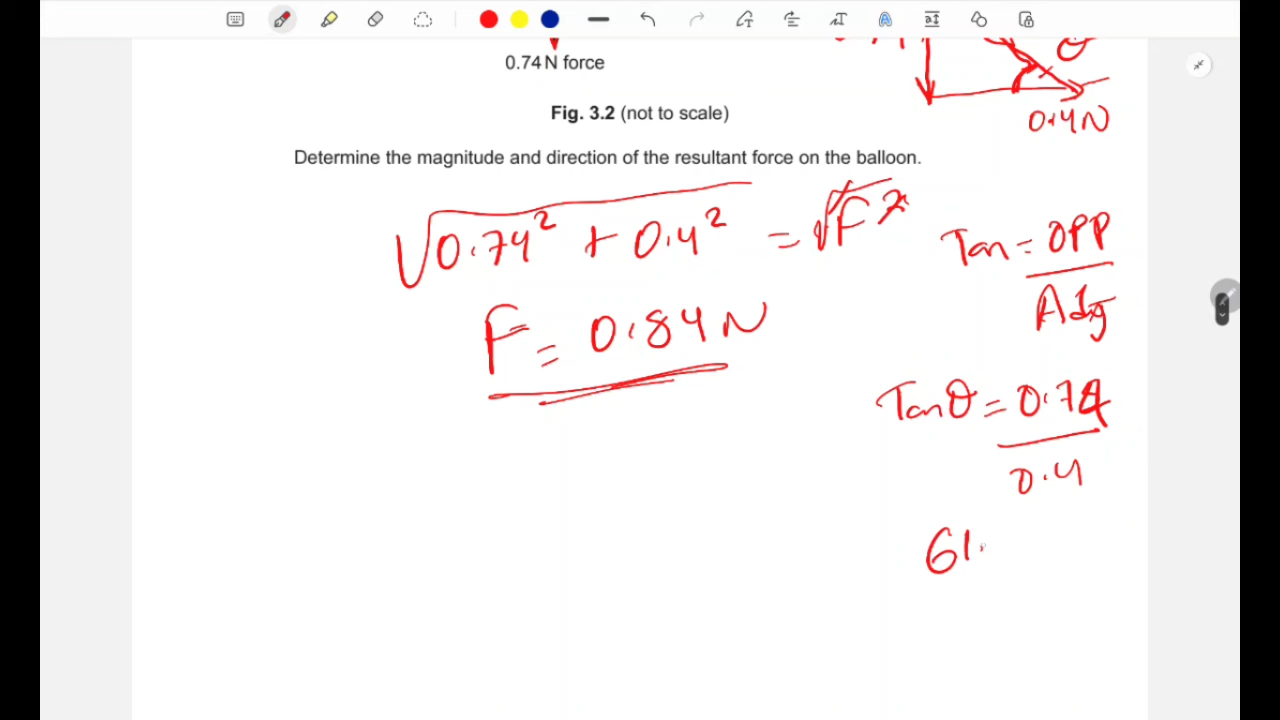 0.74 N force
θ
0.4N
Fig. 3.2 (not to scale)
Determine the magnitude and direction of the resultant force on the balloon.
√0.74² + 0.4² = √F²
Tan = OPP
Adj
F = 0.84 N
Tanθ = 0.74
0.4
61.